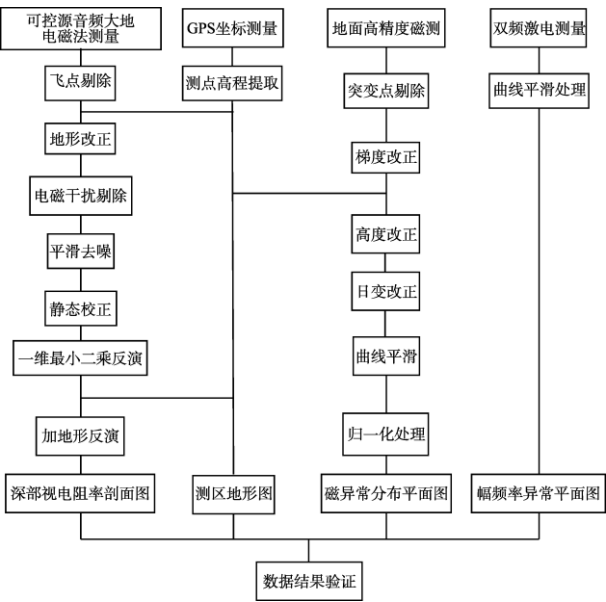 可控源音频大地
电磁法测量
GPS坐标测量
地面高精度磁测
双频激电测量
飞点剔除
测点高程提取
突变点剔除
曲线平滑处理
地形改正
梯度改正
电磁干扰剔除
高度改正
平滑去噪
日变改正
静态校正
一维最小二乘反演
曲线平滑
加地形反演
归一化处理
深部视电阻率剖面图
测区地形图
磁异常分布平面图
幅频率异常平面图
数据结果验证